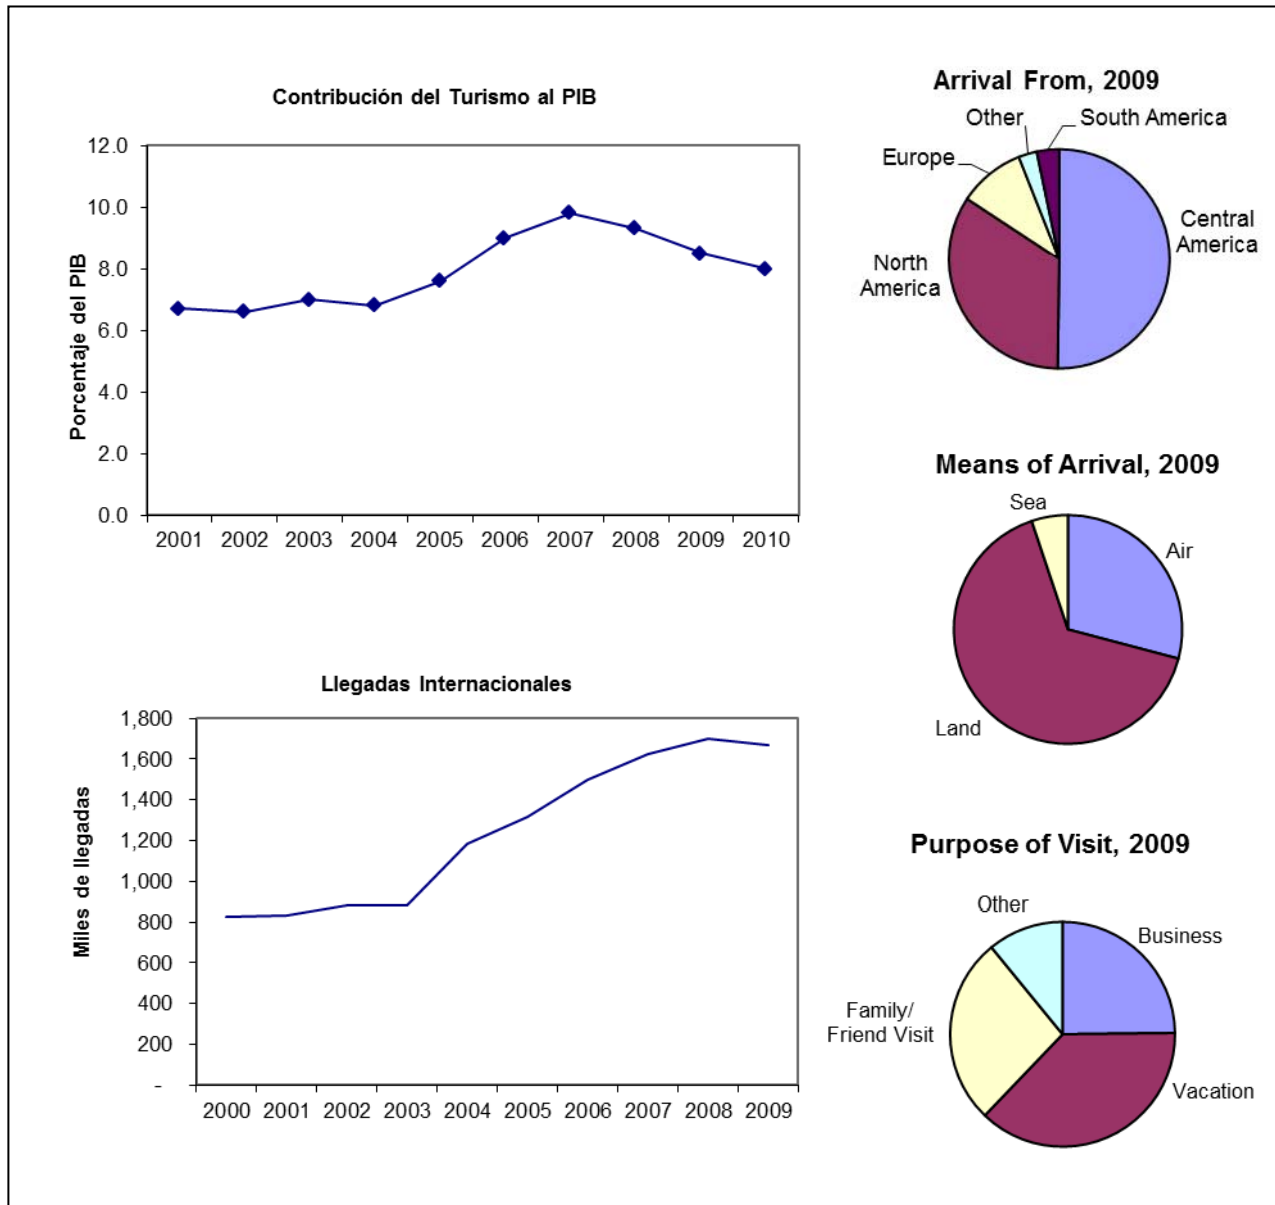 Contribución del Turismo al PIB
Porcentaje del PIB
12.0
10.0
8.0
6.0
4.0
2.0
0.0
2001 2002 2003 2004 2005 2006 2007 2008 2009 2010
Llegadas Internacionales
Miles de llegadas
1,800
1,600
1,400
1,200
1,000
800
600
400
200
-
2000 2001 2002 2003 2004 2005 2006 2007 2008 2009
Arrival From, 2009
Other
South America
Europe
Central
America
North
America
Means of Arrival, 2009
Sea
Air
Land
Purpose of Visit, 2009
Other
Business
Family/
Friend Visit
Vacation